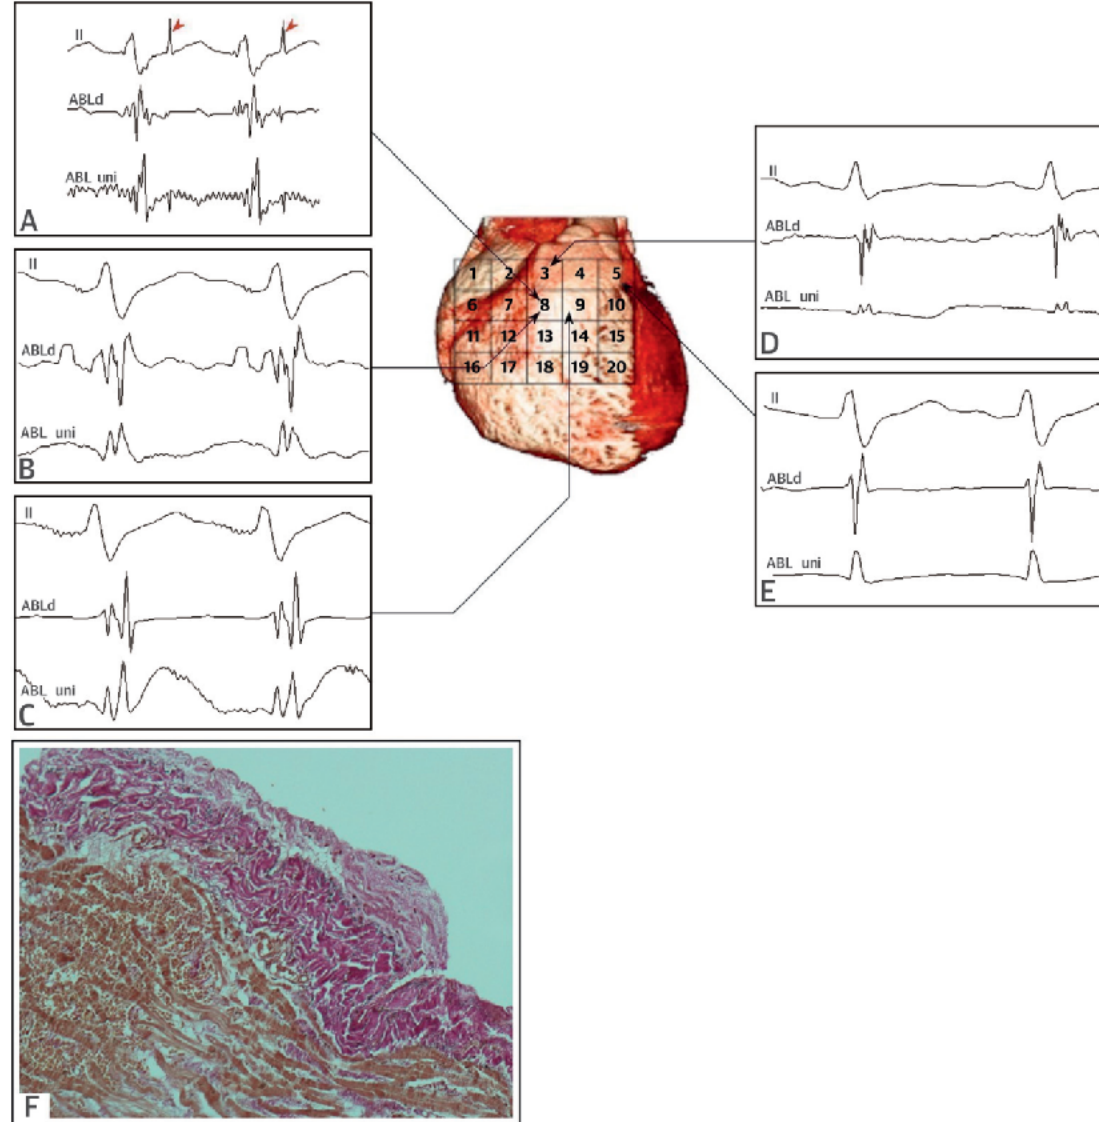 II
ABLd
ABL uni
A
II
ABLd
ABL uni
B
II
ABLd
ABL uni
C
1 2 3 4 5
6 7 8 9 10
11 12 13 14 15
16 17 18 19 20
II
ABLd
ABL uni
D
II
ABLd
ABL uni
E
F